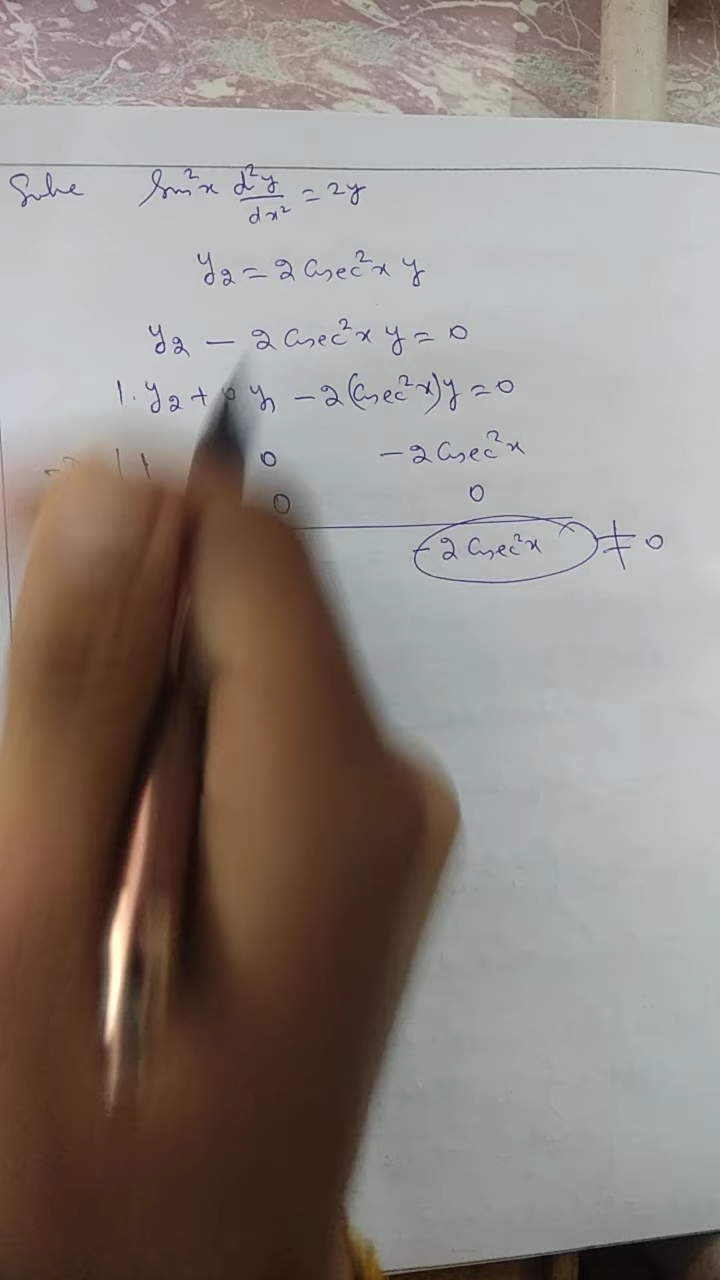 Solve sin²x d²y/dx² = 2y
y₂ = 2 cosec²x y
y₂ − 2 cosec²x y = 0
1. y₂ + 0 y₁ − 2(cosec²x)y = 0
0 −2 cosec²x
0 0
−2 cosec²x ≠ 0